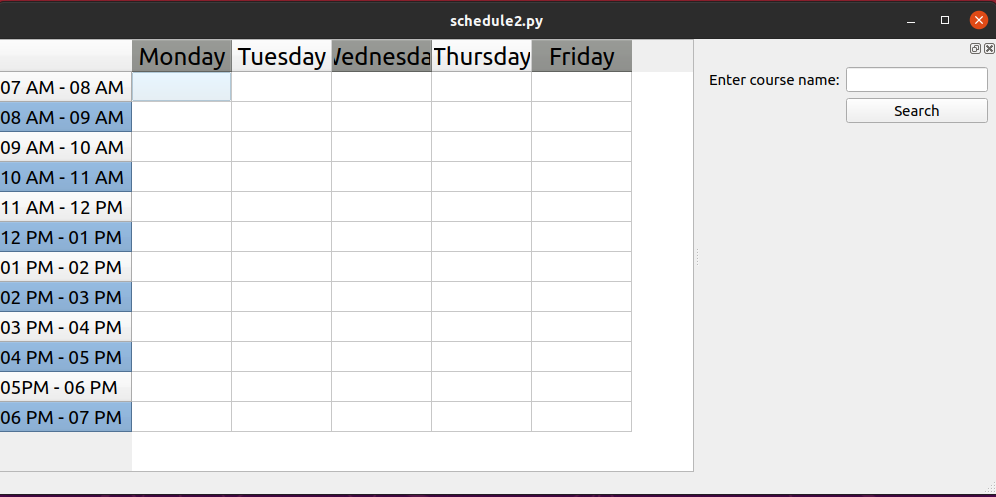 schedule2.py
Monday Tuesday Wednesda Thursday Friday
07 AM - 08 AM
08 AM - 09 AM
09 AM - 10 AM
10 AM - 11 AM
11 AM - 12 PM
12 PM - 01 PM
01 PM - 02 PM
02 PM - 03 PM
03 PM - 04 PM
04 PM - 05 PM
05PM - 06 PM
06 PM - 07 PM
Enter course name:
Search